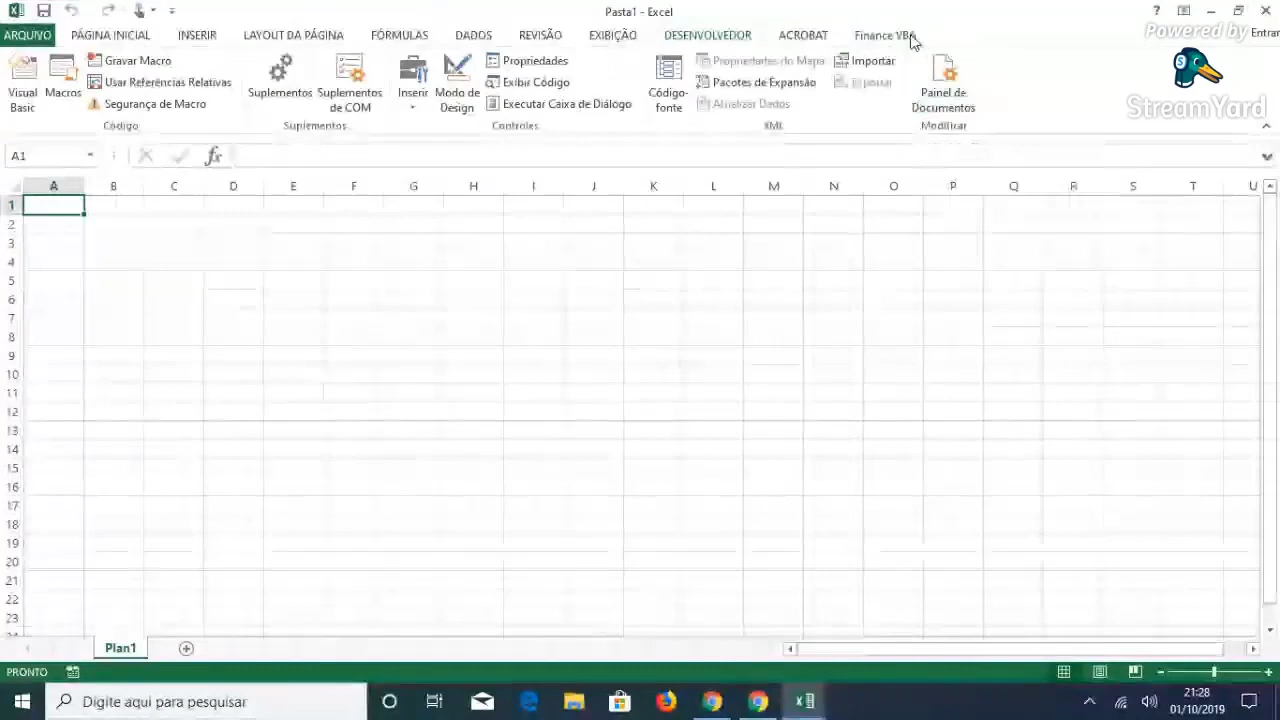 Pasta1 - Excel
?
Powered by
Entrar
StreamYard
ARQUIVO PÁGINA INICIAL INSERIR LAYOUT DA PÁGINA FÓRMULAS DADOS REVISÃO EXIBIÇÃO DESENVOLVEDOR ACROBAT Finance VBA
Visual Basic
Macros
Gravar Macro
Usar Referências Relativas
Segurança de Macro
Código
Suplementos
Suplementos de COM
Suplementos
Inserir
Modo de Design
Propriedades
Exibir Código
Executar Caixa de Diálogo
Controles
Código-fonte
Propriedades do Mapa
Pacotes de Expansão
Atualizar Dados
Importar
Exportar
XML
Painel de Documentos
Modificar
A1
fx
A B C D E F G H I J K L M N O P Q R S T U
1
2
3
4
5
6
7
8
9
10
11
12
13
14
15
16
17
18
19
20
21
22
23
24
Plan1
PRONTO
Digite aqui para pesquisar
21:28
01/10/2019